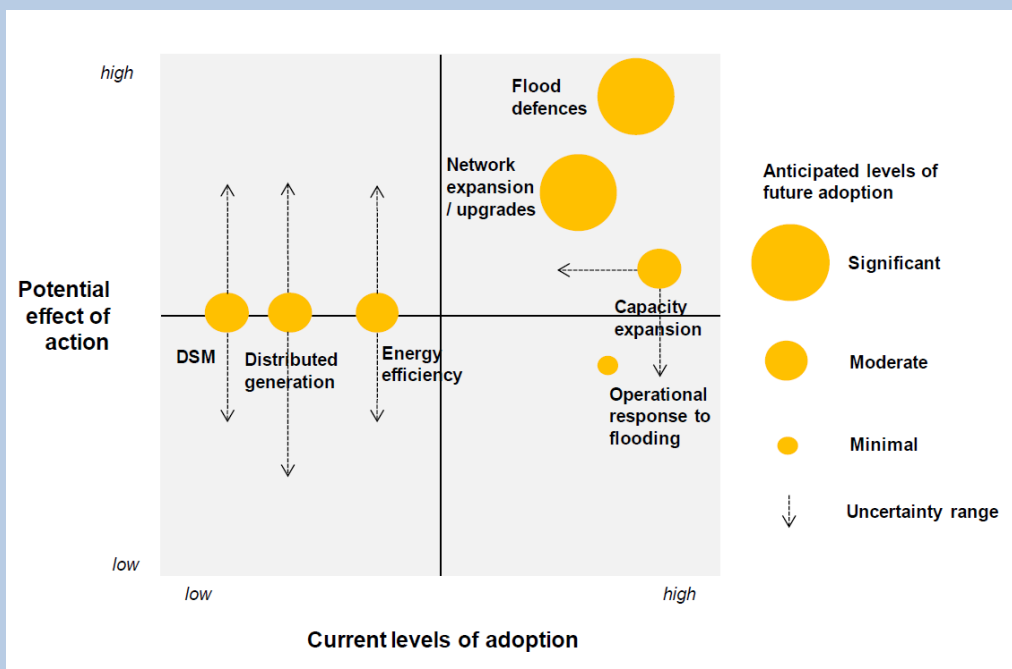 high
Flood
defences
Network
expansion
/ upgrades
Anticipated levels of
future adoption
Significant
Potential
effect of
action
Capacity
expansion
DSM
Distributed
generation
Energy
efficiency
Moderate
Operational
response to
flooding
Minimal
Uncertainty range
low
low
high
Current levels of adoption